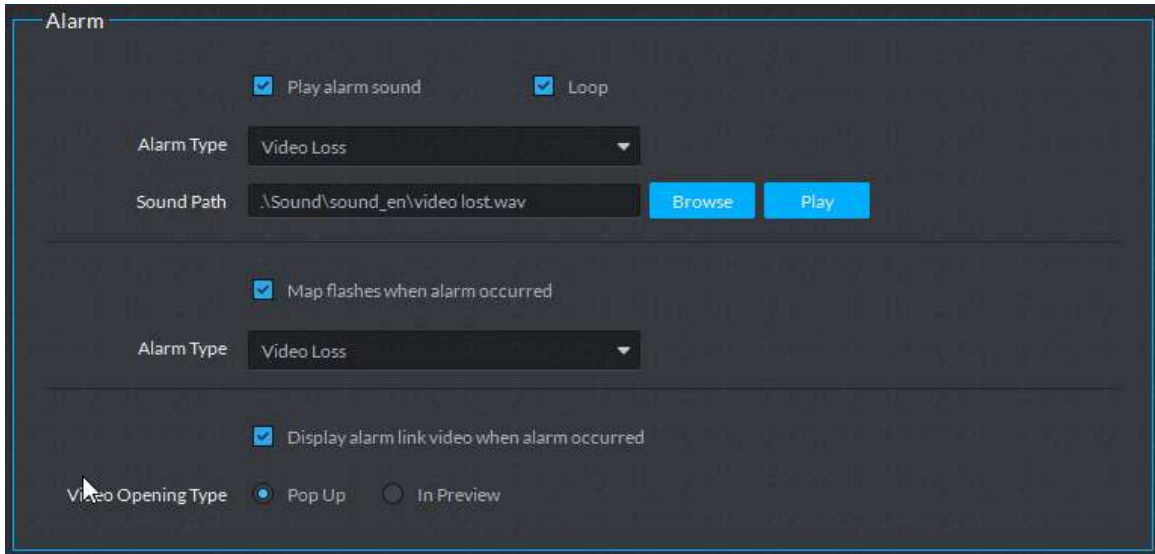 Alarm
Play alarm sound Loop
Alarm Type Video Loss
Sound Path .\Sound\sound_en\video lost.wav Browse Play
Map flashes when alarm occurred
Alarm Type Video Loss
Display alarm link video when alarm occurred
Video Opening Type Pop Up In Preview